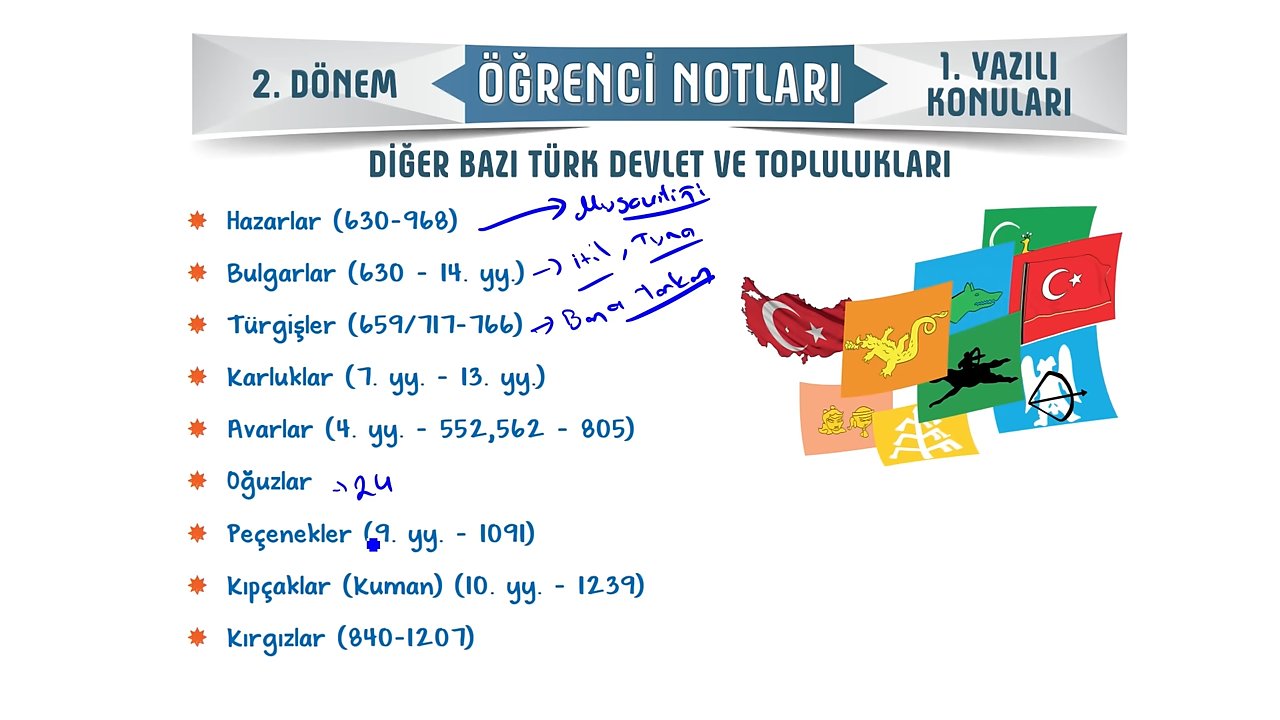 2. DÖNEM
ÖĞRENCİ NOTLARI
1. YAZILI
KONULARI
DİĞER BAZI TÜRK DEVLET VE TOPLULUKLARI
Hazarlar (630-968) → Museviliği
Bulgarlar (630 - 14. yy.) → itil, Tuna
Türgişler (659/717-766) → Baga Tarkan
Karluklar (7. yy. - 13. yy.)
Avarlar (4. yy. - 552,562 - 805)
Oğuzlar → 24
Peçenekler (9. yy. - 1091)
Kıpçaklar (Kuman) (10. yy. - 1239)
Kırgızlar (840-1207)